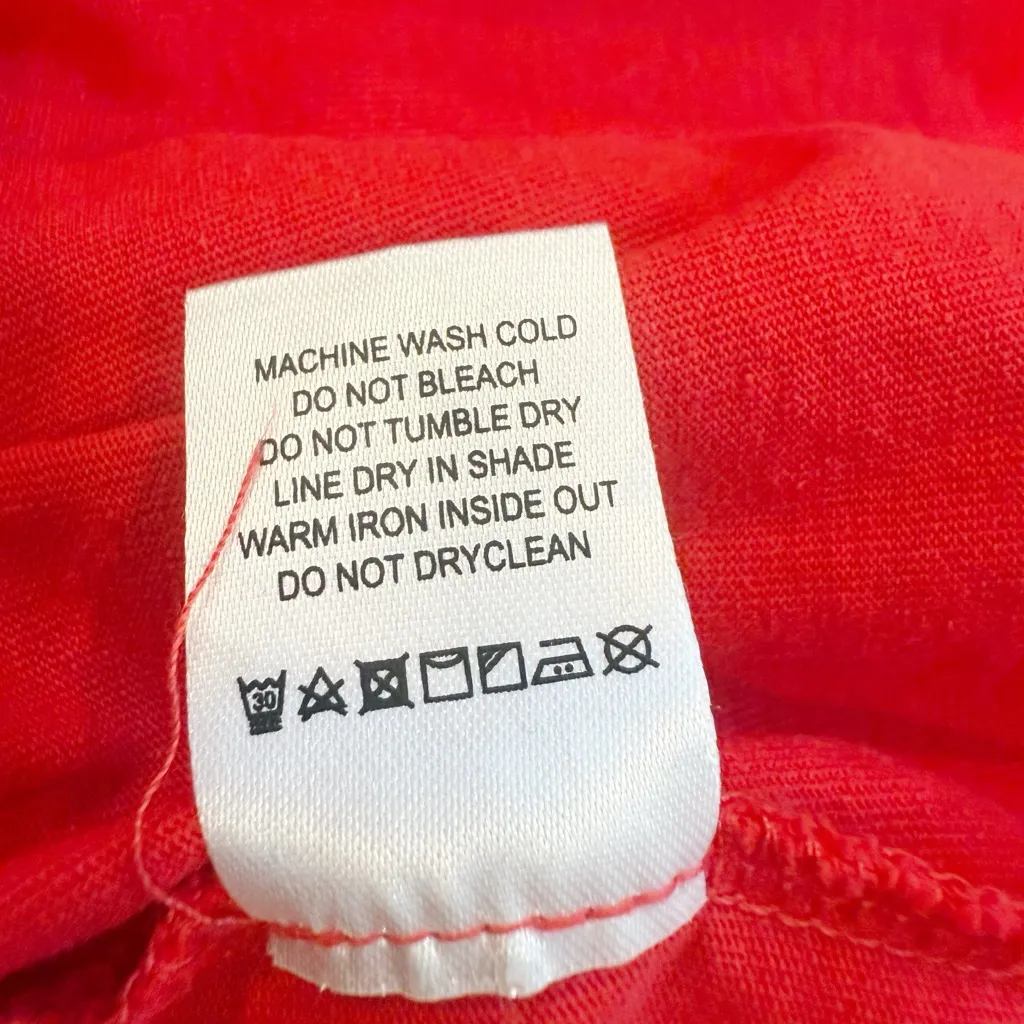 MACHINE WASH COLD
DO NOT BLEACH
DO NOT TUMBLE DRY
LINE DRY IN SHADE
WARM IRON INSIDE OUT
DO NOT DRYCLEAN
30